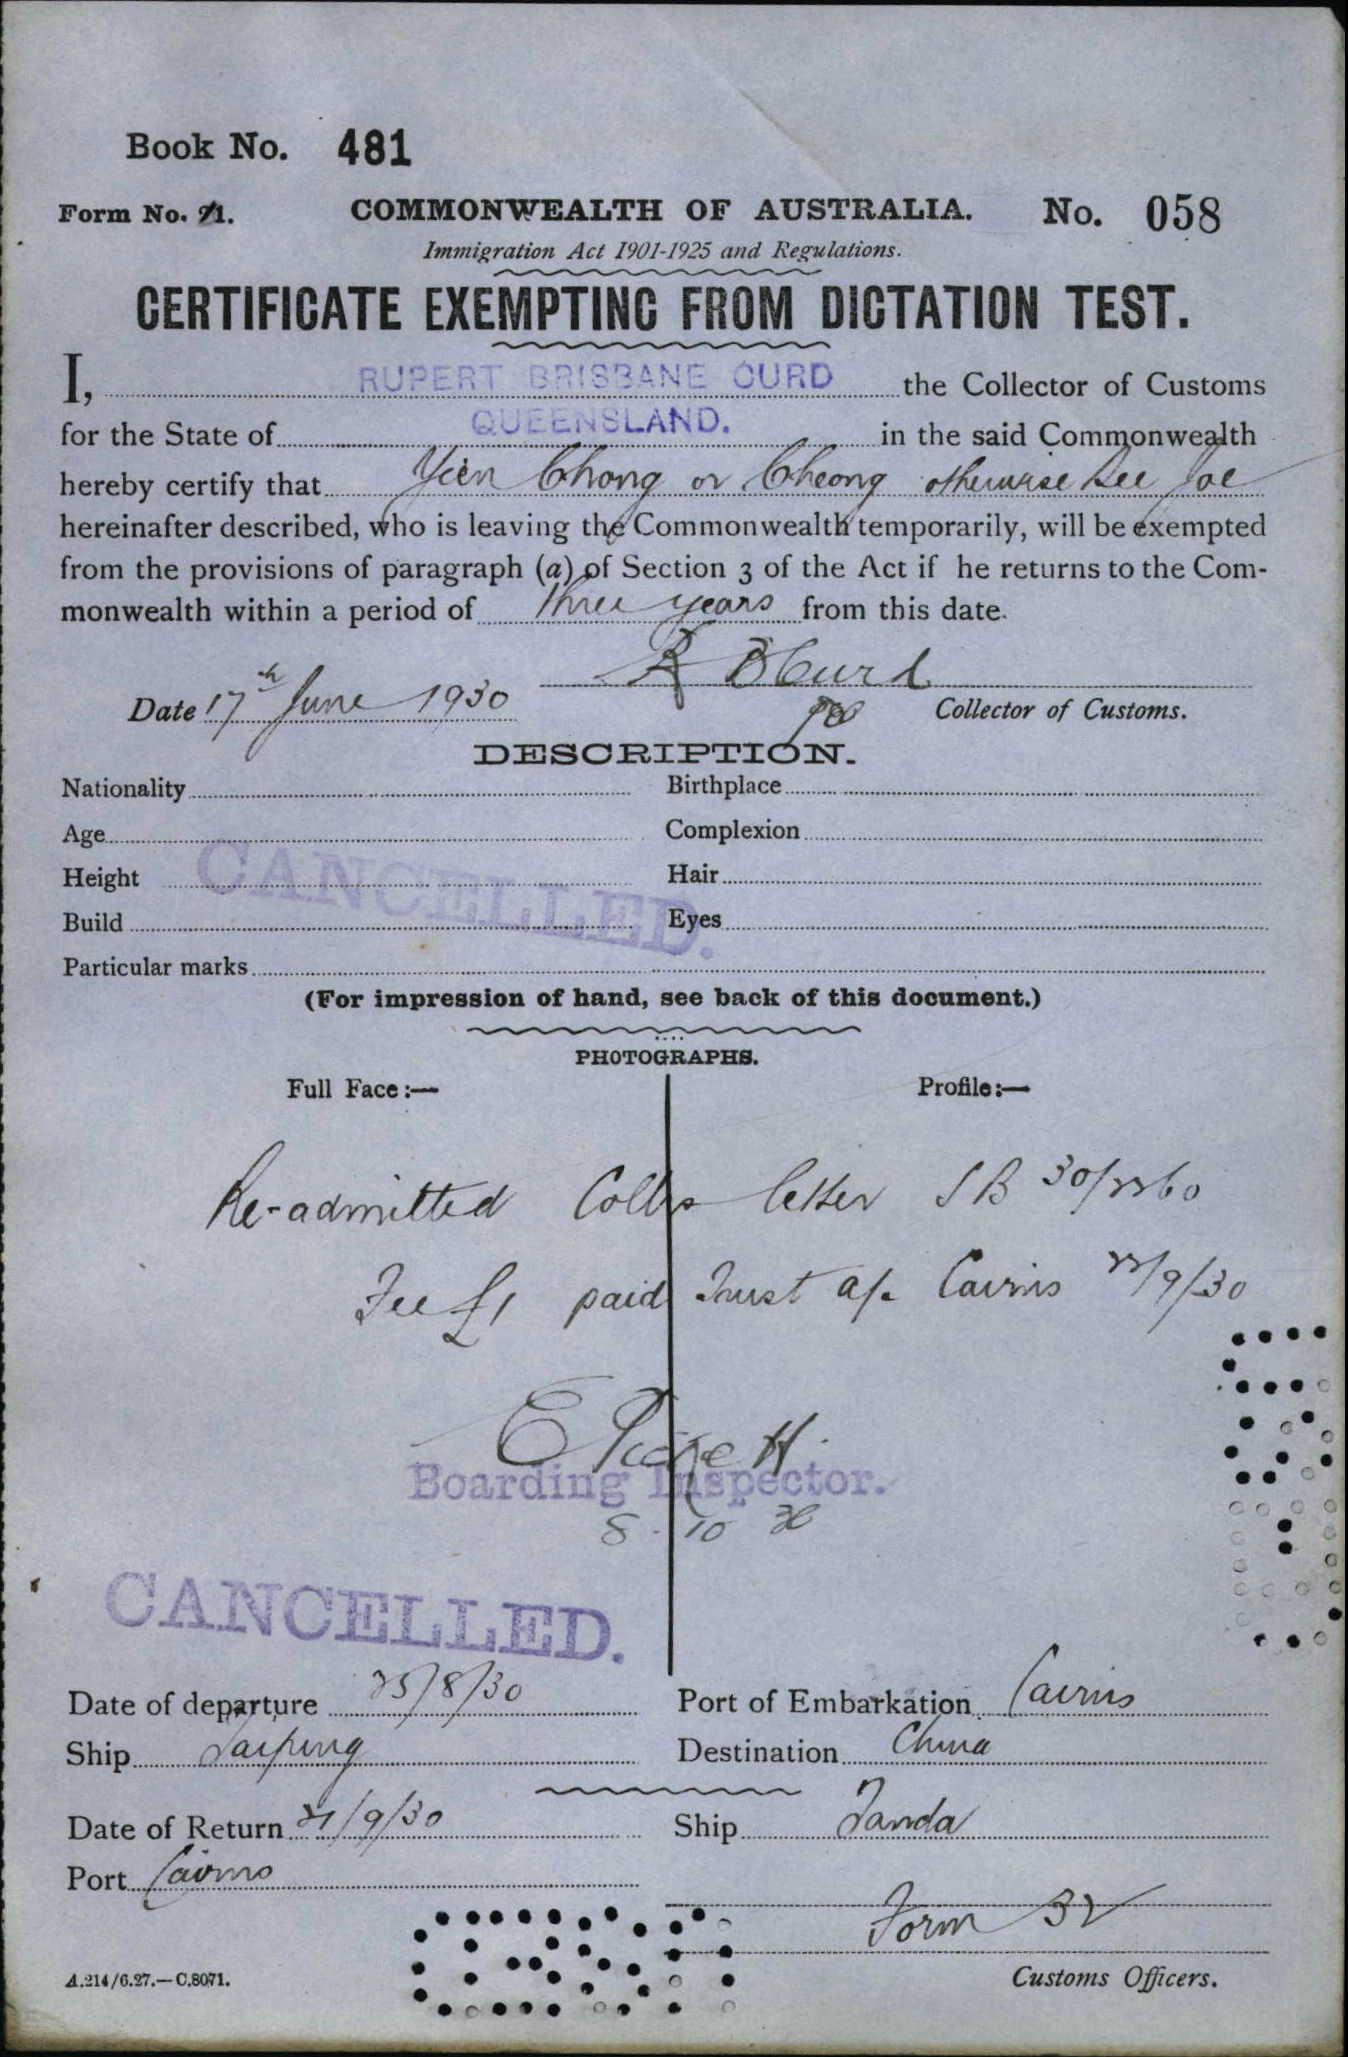 Book No. 481
Form No. 21.
COMMONWEALTH OF AUSTRALIA.
No. 058
Immigration Act 1901-1925 and Regulations.
CERTIFICATE EXEMPTING FROM DICTATION TEST.
I, RUPERT BRISBANE CURD the Collector of Customs
for the State of QUEENSLAND. in the said Commonwealth
hereby certify that Yien Chong or Cheong otherwise Lee Joe
hereinafter described, who is leaving the Commonwealth temporarily, will be exempted
from the provisions of paragraph (a) of Section 3 of the Act if he returns to the Com-
monwealth within a period of three years from this date.
R B Curd
Date 17th June 1930
Collector of Customs.
DESCRIPTION.
Nationality Birthplace
Age Complexion
Height Hair
Build Eyes
CANCELLED.
Particular marks
(For impression of hand, see back of this document.)
PHOTOGRAPHS.
Full Face:— Profile:—
Re-admitted Collrs letter SB 30/2260
Fee £1 paid Trust a/c Cairns 22/9/30
Boarding Inspector.
8.10 30
CANCELLED.
Date of departure 25/8/30 Port of Embarkation Cairns
Ship Taiping Destination China
Date of Return 21/9/30 Ship Tanda
Port Cairns
Form 32
A.214/6.27.—C.8071.
Customs Officers.